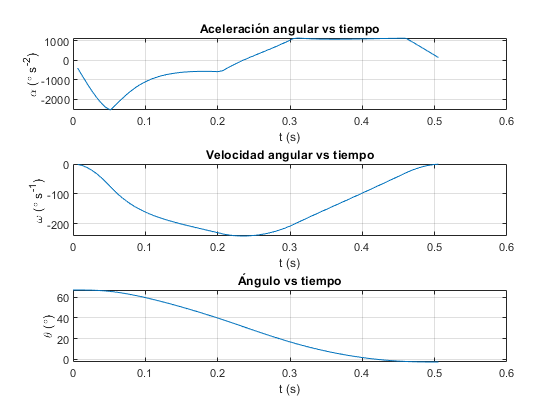 Aceleración angular vs tiempo
α (° s⁻²)
1000
0
-1000
-2000
0 0.1 0.2 0.3 0.4 0.5 0.6
t (s)
Velocidad angular vs tiempo
ω (° s⁻¹)
0
-100
-200
0 0.1 0.2 0.3 0.4 0.5 0.6
t (s)
Ángulo vs tiempo
θ (°)
60
40
20
0
0 0.1 0.2 0.3 0.4 0.5 0.6
t (s)